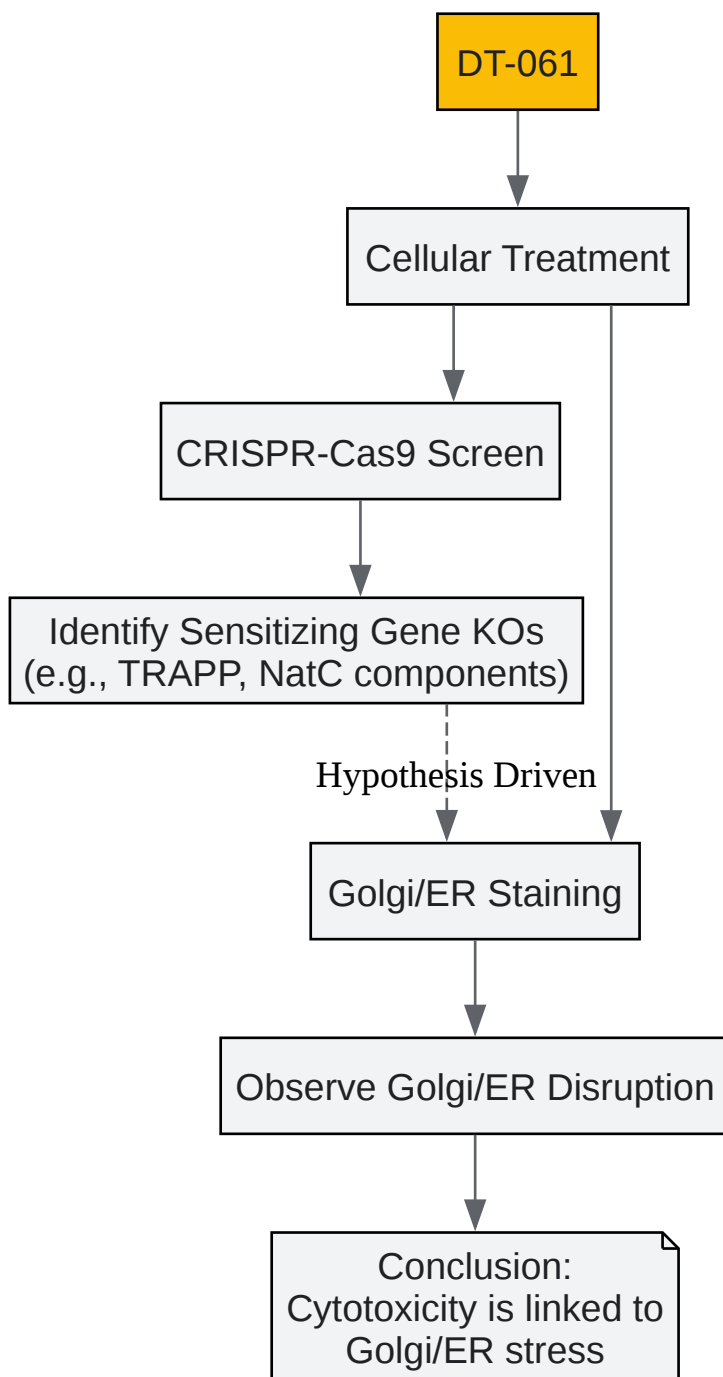 DT-061
Cellular Treatment
CRISPR-Cas9 Screen
Identify Sensitizing Gene KOs
(e.g., TRAPP, NatC components)
Hypothesis Driven
Golgi/ER Staining
Observe Golgi/ER Disruption
Conclusion:
Cytotoxicity is linked to
Golgi/ER stress